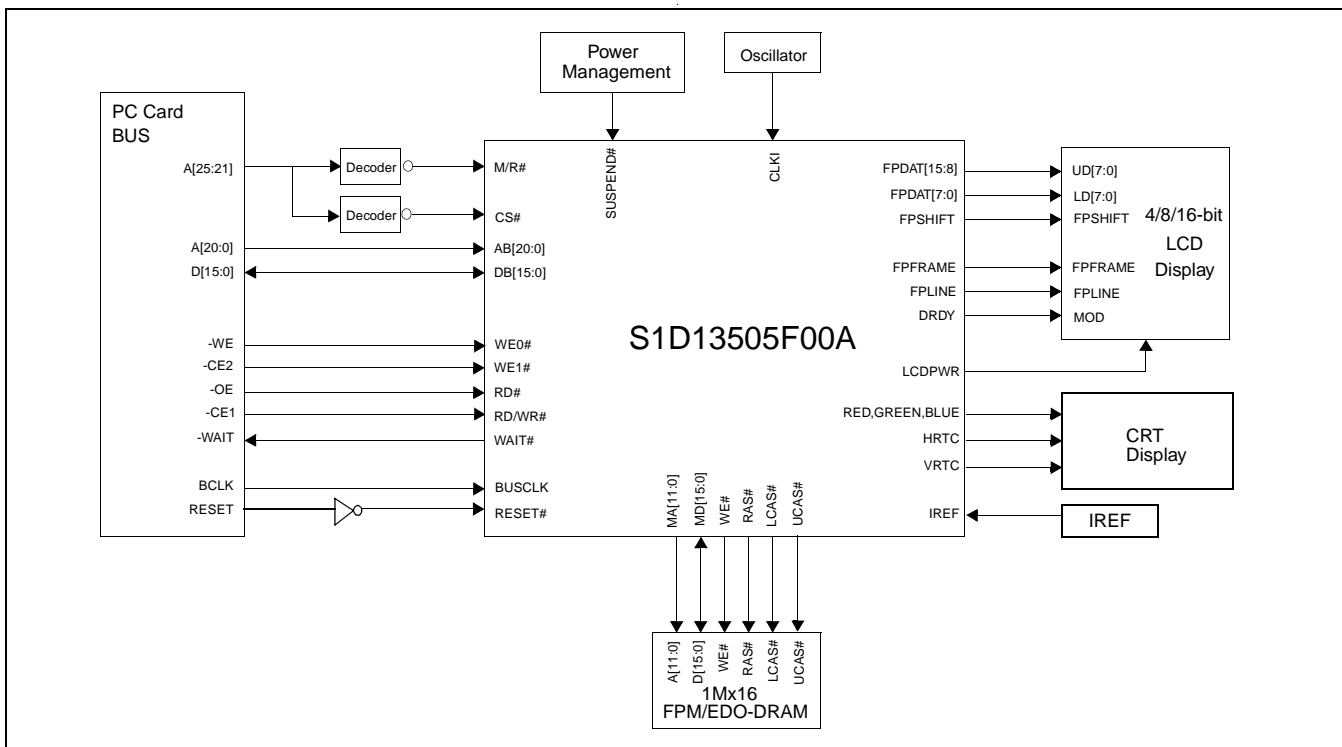 Power
Management
Oscillator
PC Card
BUS
A[25:21]
Decoder
M/R#
Decoder
CS#
A[20:0]
AB[20:0]
D[15:0]
DB[15:0]
-WE
WE0#
-CE2
WE1#
-OE
RD#
-CE1
RD/WR#
-WAIT
WAIT#
BCLK
BUSCLK
RESET
RESET#
SUSPEND#
CLKI
S1D13505F00A
FPDAT[15:8]
UD[7:0]
FPDAT[7:0]
LD[7:0]
FPSHIFT
FPSHIFT
4/8/16-bit
LCD
Display
FPFRAME
FPFRAME
FPLINE
FPLINE
DRDY
MOD
LCDPWR
RED,GREEN,BLUE
HRTC
VRTC
CRT
Display
IREF
IREF
MA[11:0]
MD[15:0]
WE#
RAS#
LCAS#
UCAS#
A[11:0]
D[15:0]
WE#
RAS#
LCAS#
UCAS#
1Mx16
FPM/EDO-DRAM